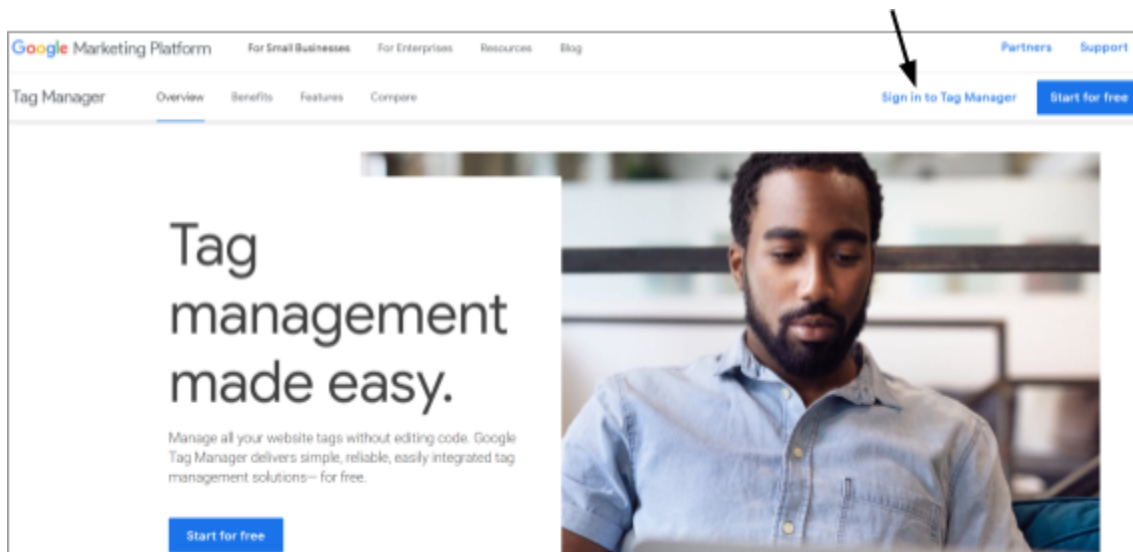 Google Marketing Platform For Small Businesses For Enterprises Resources Blog Partners Support
Tag Manager Overview Benefits Features Compare Sign in to Tag Manager Start for free
Tag
management
made easy.
Manage all your website tags without editing code. Google
Tag Manager delivers simple, reliable, easily integrated tag
management solutions— for free.
Start for free